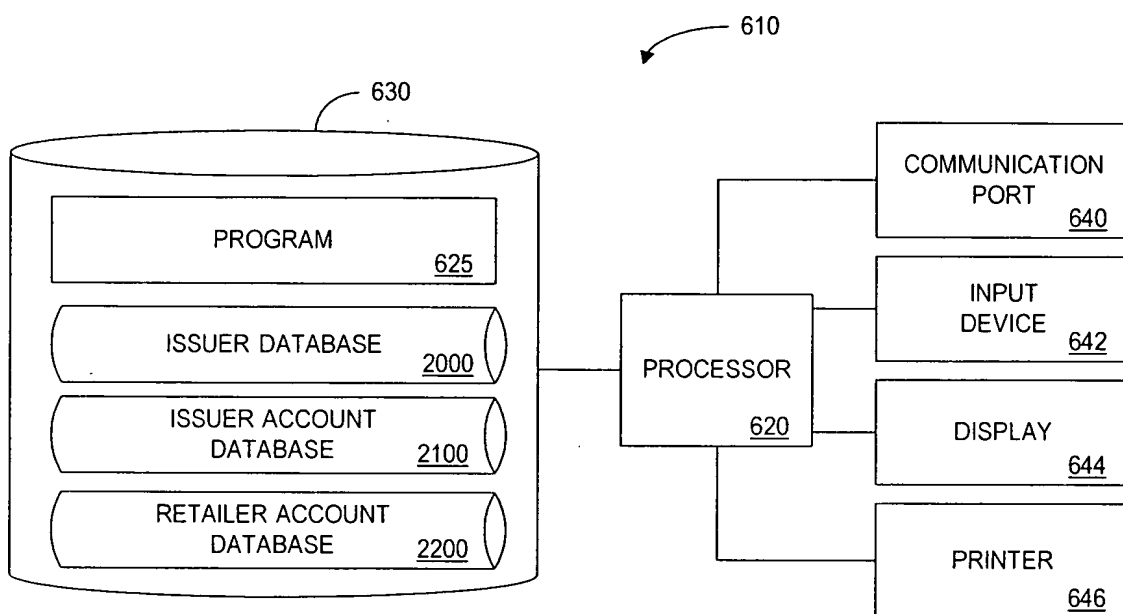 610
630
PROGRAM
625
ISSUER DATABASE
2000
ISSUER ACCOUNT
DATABASE
2100
RETAILER ACCOUNT
DATABASE
2200
PROCESSOR
620
COMMUNICATION
PORT
640
INPUT
DEVICE
642
DISPLAY
644
PRINTER
646